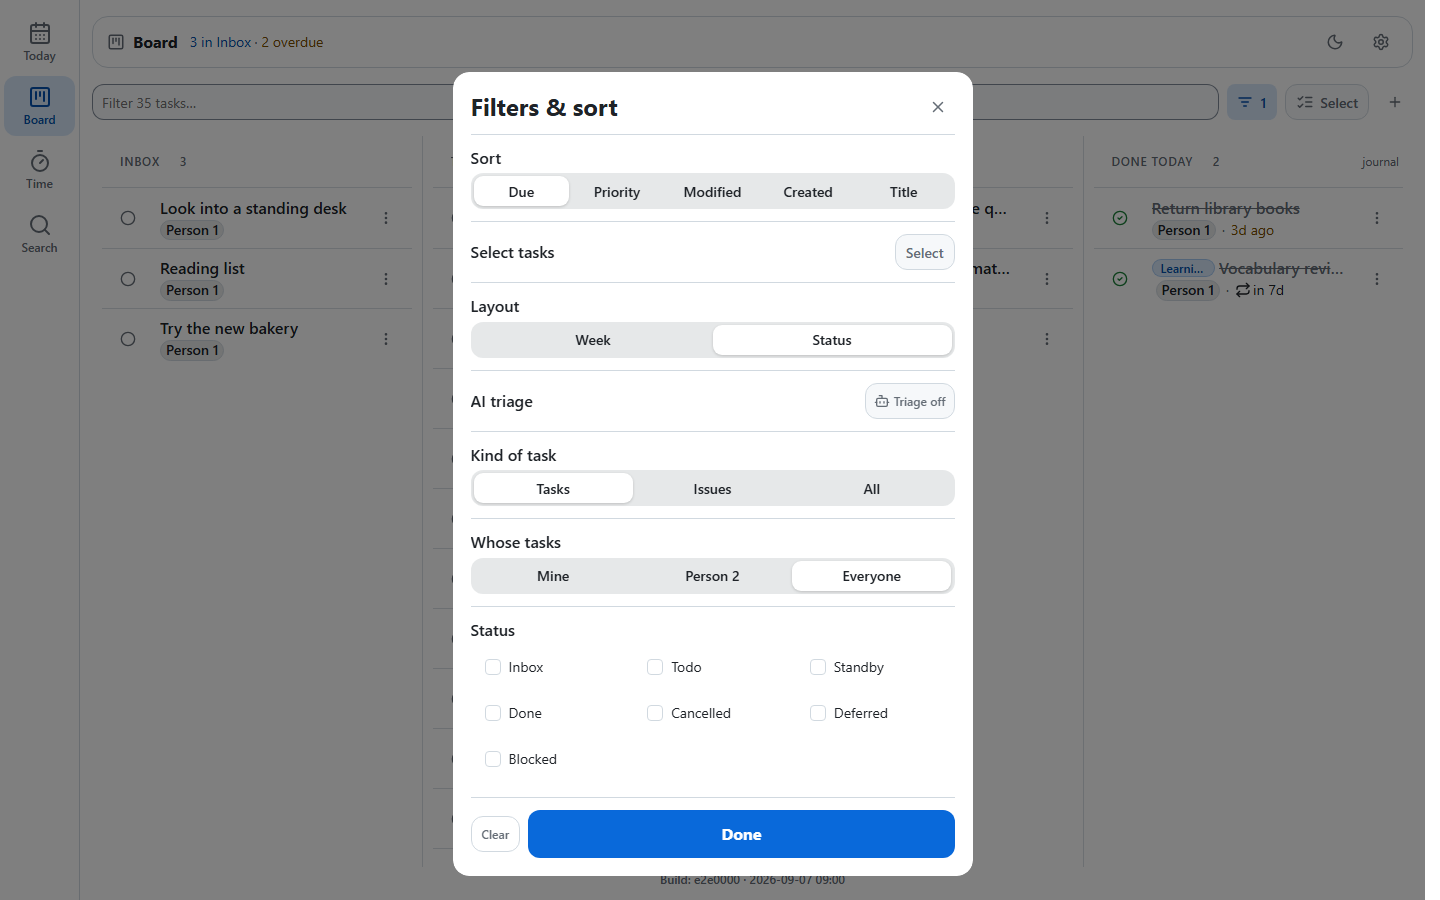 Today
Board
Time
Search
Board 3 in Inbox · 2 overdue
Filter 35 tasks...
1
Select
INBOX 3
Look into a standing desk
Person 1
Reading list
Person 1
Try the new bakery
Person 1
Filters & sort
Sort
Due Priority Modified Created Title
Select tasks Select
Layout
Week Status
AI triage Triage off
Kind of task
Tasks Issues All
Whose tasks
Mine Person 2 Everyone
Status
Inbox Todo Standby
Done Cancelled Deferred
Blocked
Clear Done
DONE TODAY 2 journal
Return library books
Person 1 · 3d ago
Learni... Vocabulary revi...
Person 1 · in 7d
Build: e2e0000 · 2026-09-07 09:00